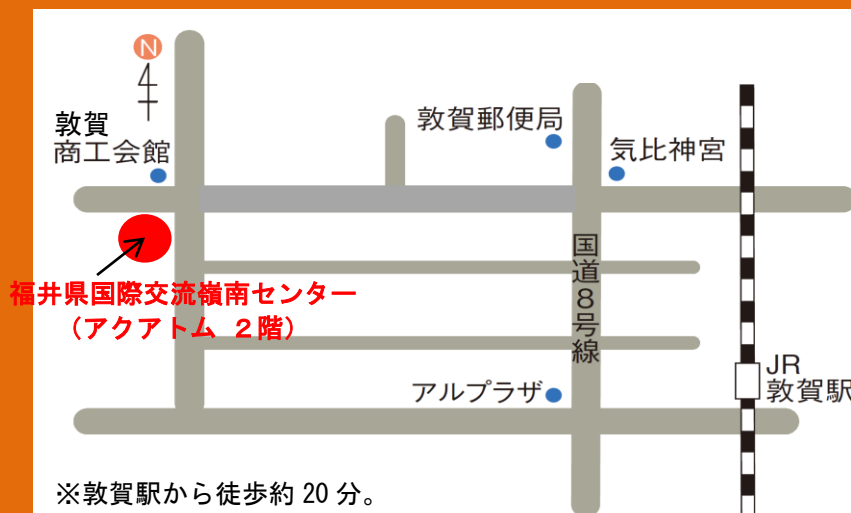 N
敦賀
商工会館
敦賀郵便局
気比神宮
国道8号線
福井県国際交流嶺南センター
（アクアトム ２階）
アルプラザ
JR
敦賀駅
※敦賀駅から徒歩約 20 分。